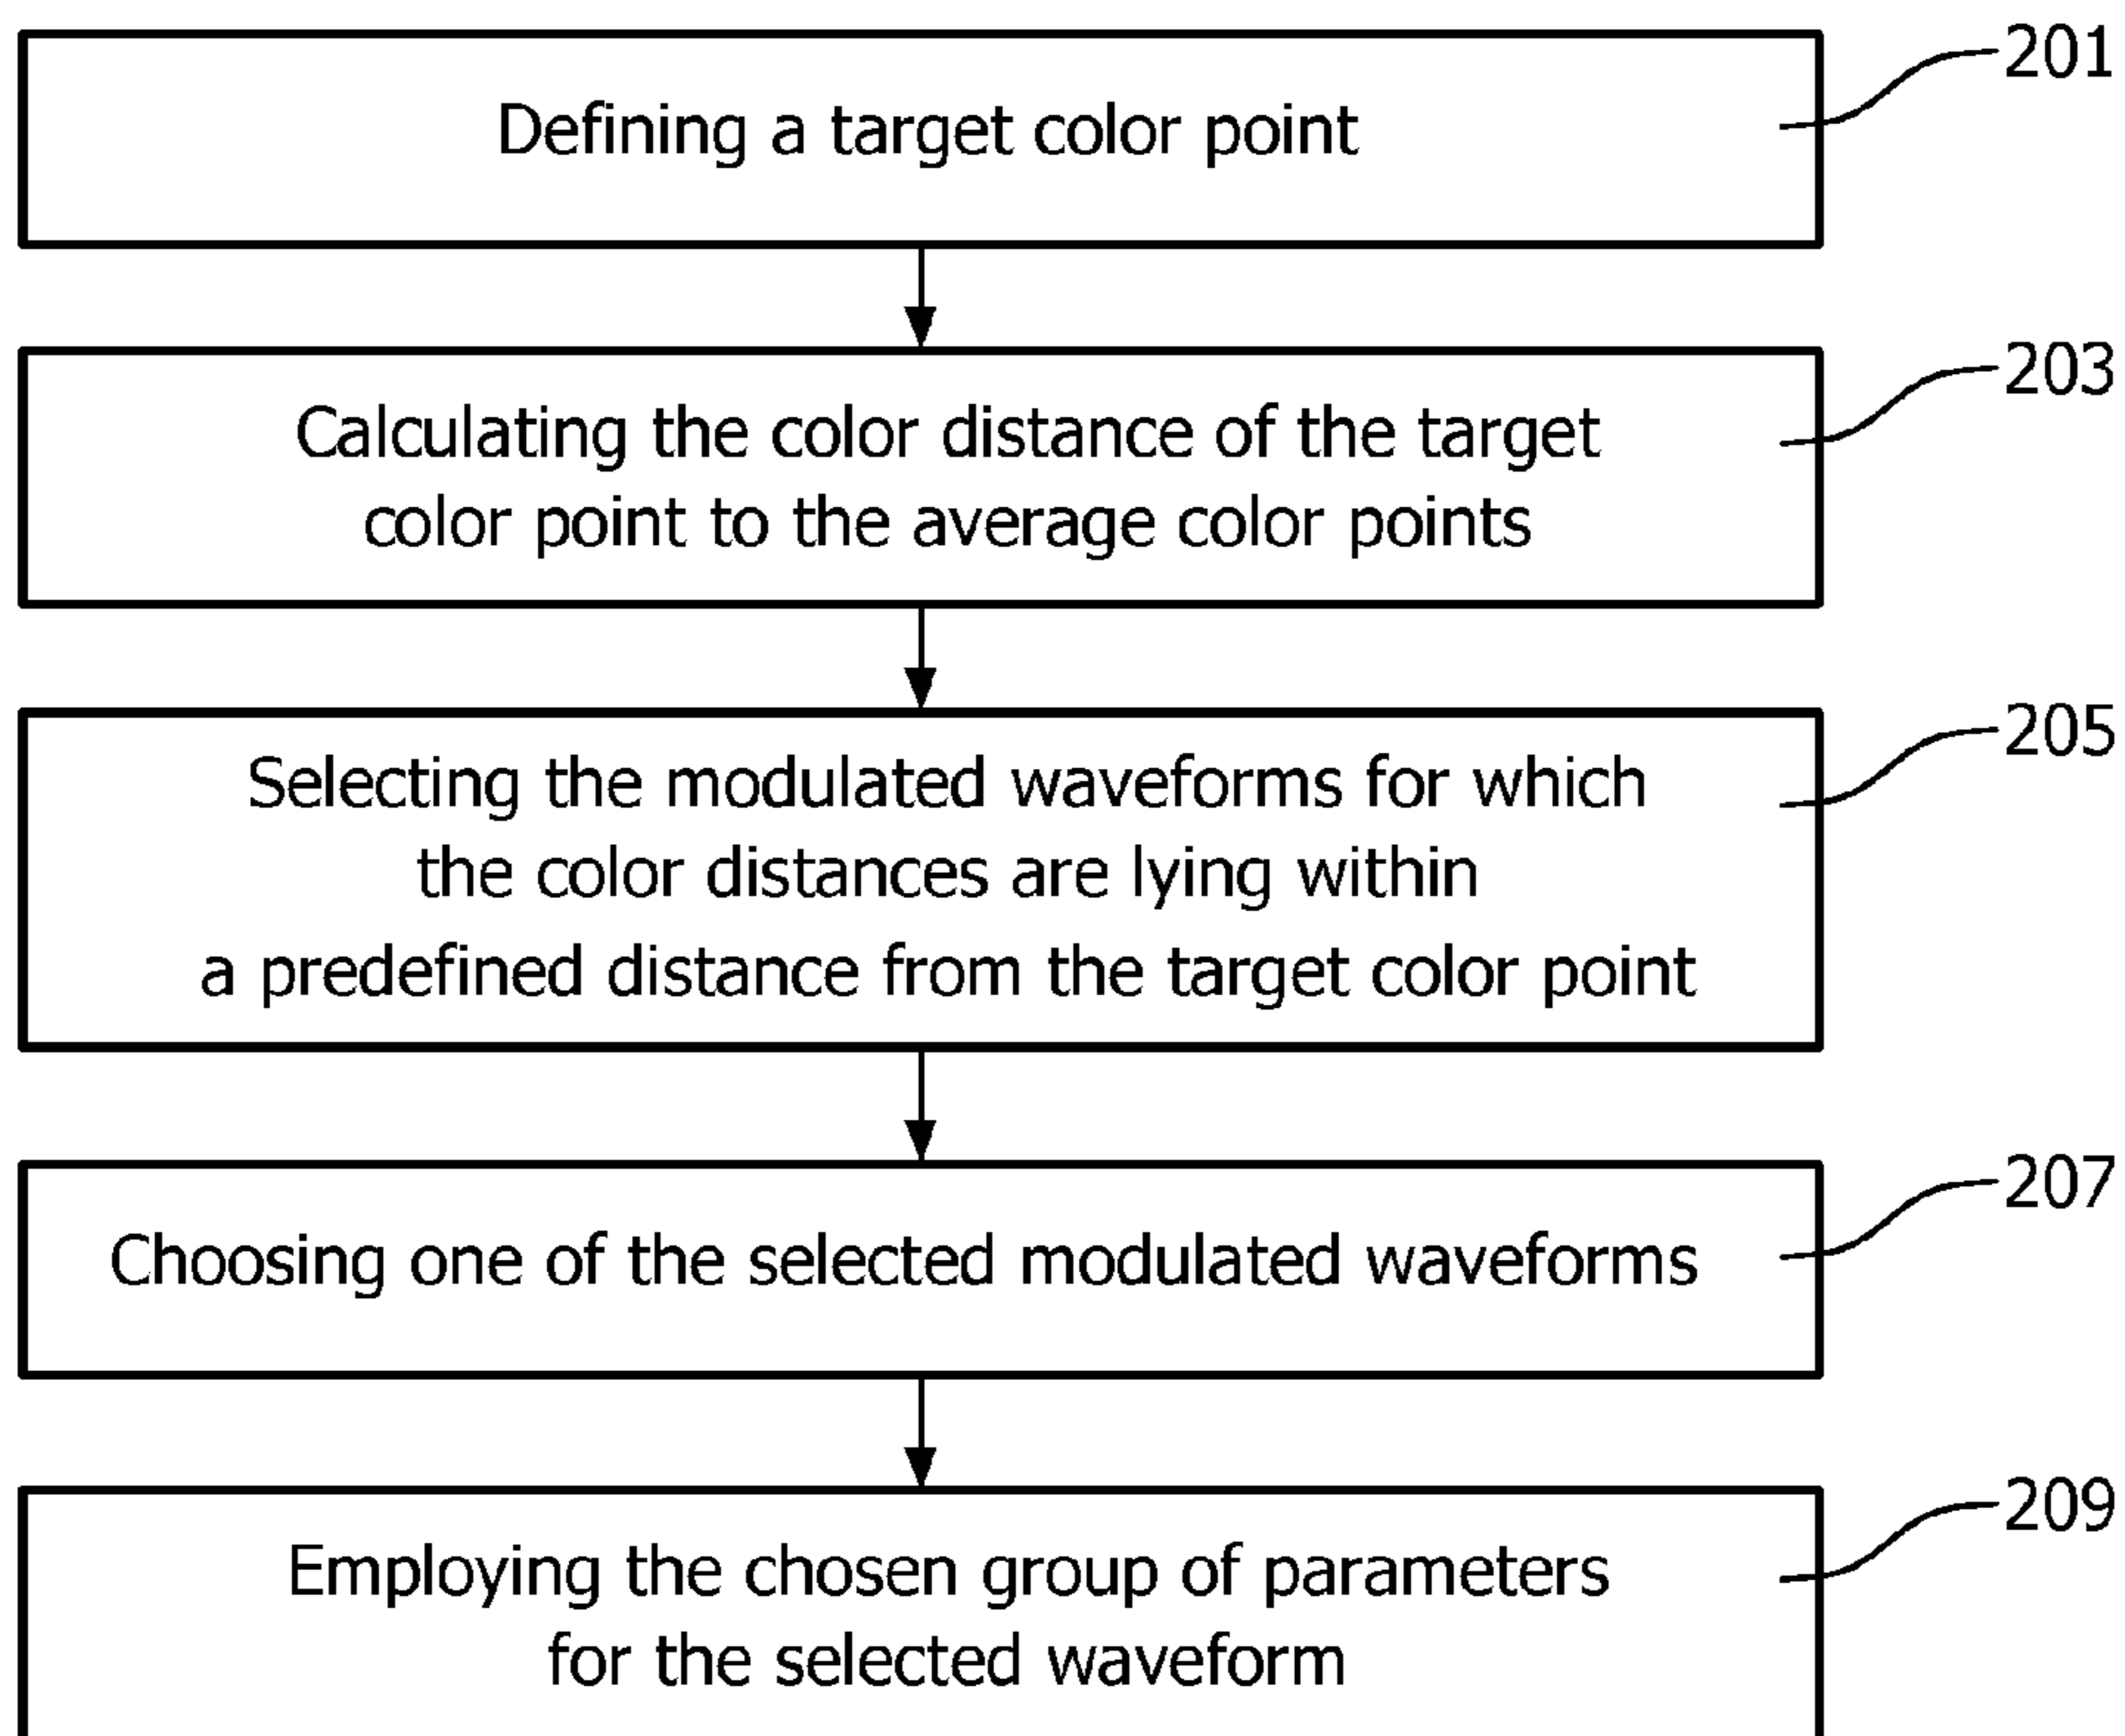 201
Defining a target color point
203
Calculating the color distance of the target
color point to the average color points
205
Selecting the modulated waveforms for which
the color distances are lying within
a predefined distance from the target color point
207
Choosing one of the selected modulated waveforms
209
Employing the chosen group of parameters
for the selected waveform